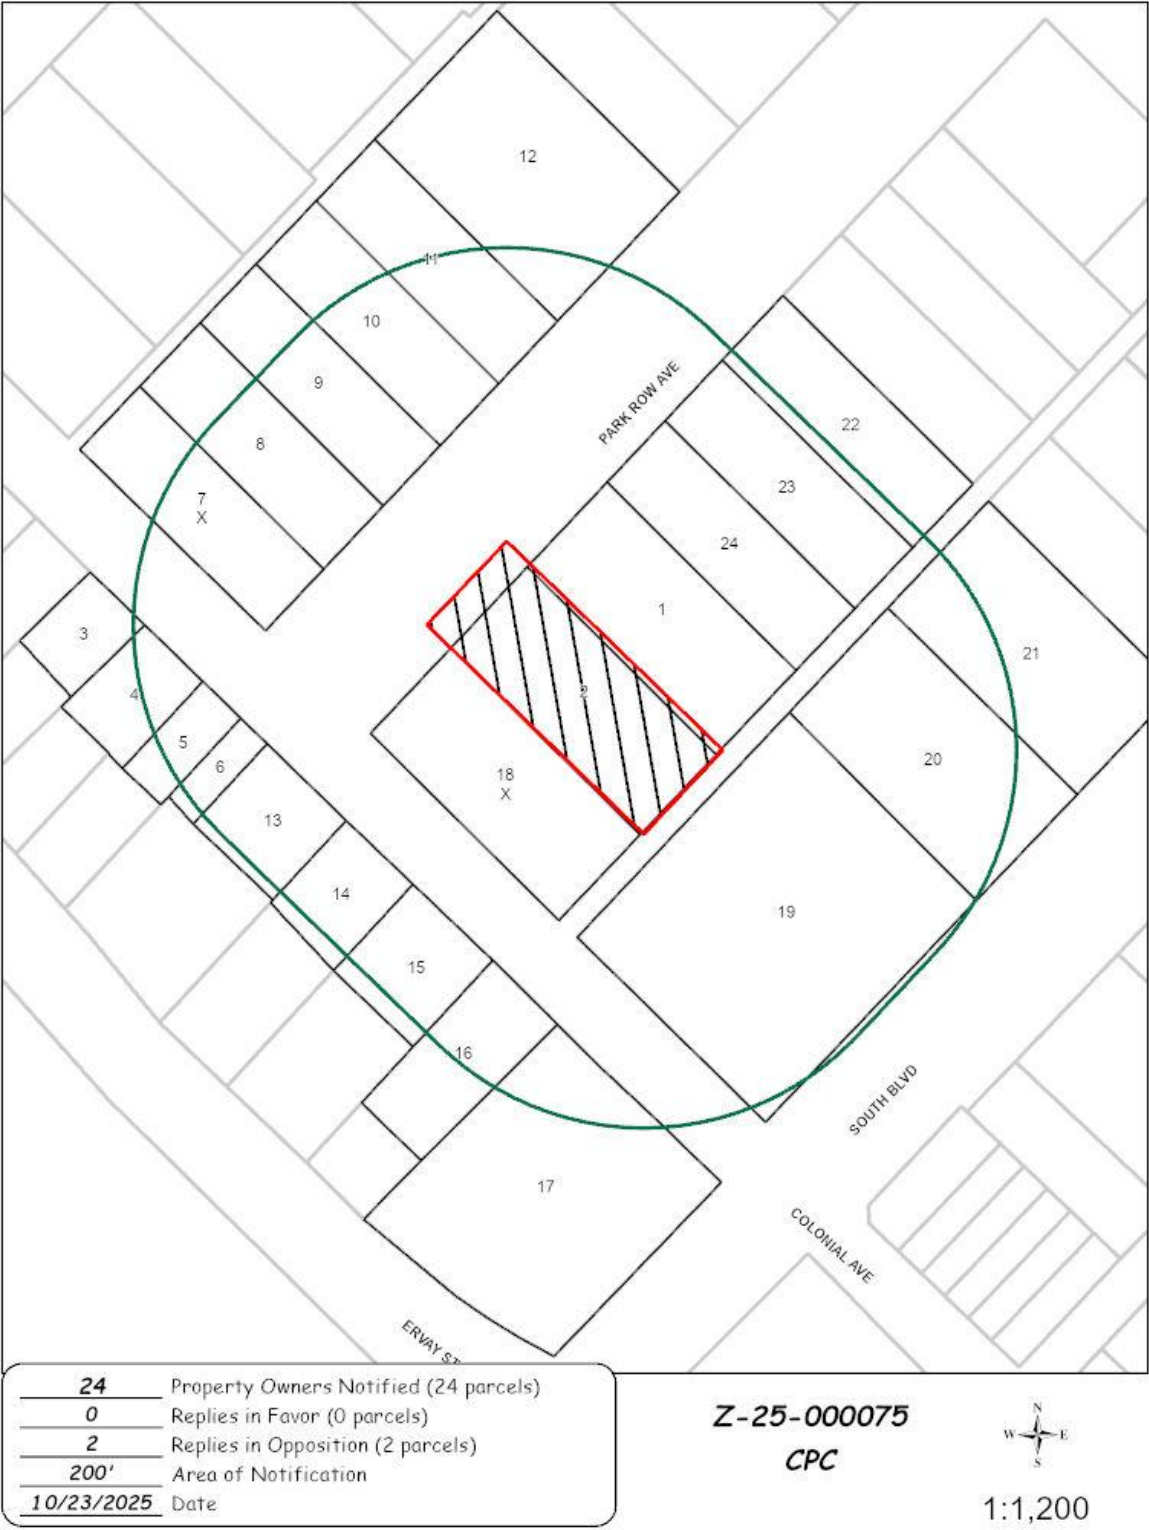 12
11
10
PARK ROW AVE
9
22
8
23
7
X
24
1
3
21
4
2
5
6
20
18
X
13
14
19
15
16
SOUTH BLVD
17
COLONIAL AVE
ERVAY ST
24 Property Owners Notified (24 parcels)
0 Replies in Favor (0 parcels)
2 Replies in Opposition (2 parcels)
200' Area of Notification
10/23/2025 Date
Z-25-000075
CPC
N
W E
S
1:1,200